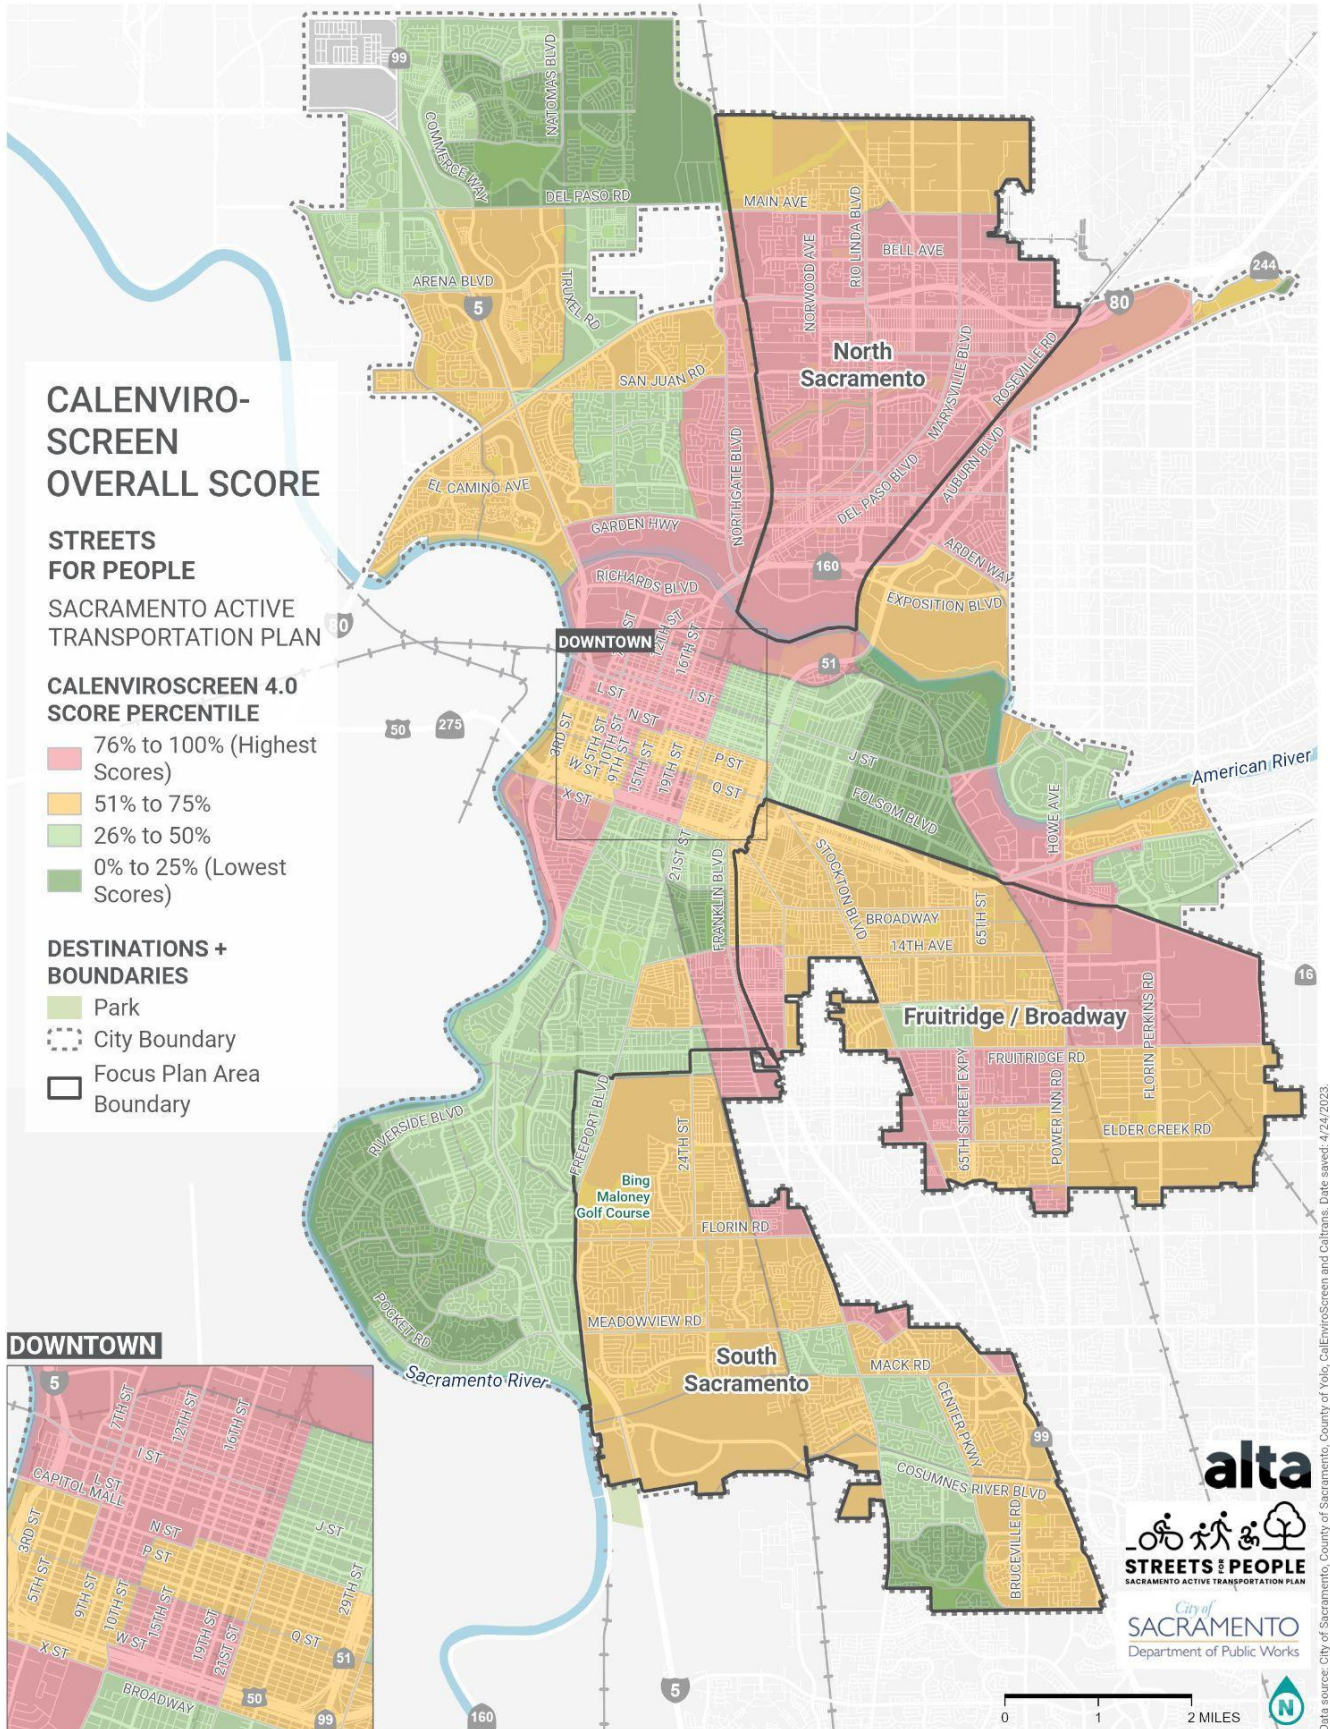 CALENVIRO-
SCREEN
OVERALL SCORE
STREETS
FOR PEOPLE
SACRAMENTO ACTIVE
TRANSPORTATION PLAN
CALENVIROSCREEN 4.0
SCORE PERCENTILE
76% to 100% (Highest
Scores)
51% to 75%
26% to 50%
0% to 25% (Lowest
Scores)
DESTINATIONS +
BOUNDARIES
Park
City Boundary
Focus Plan Area
Boundary
99
NATOMAS BLVD
COMMERCE WAY
DEL PASO RD
MAIN AVE
RIO LINDA BLVD
NORWOOD AVE
BELL AVE
244
ARENA BLVD
5
TRUXEL RD
80
North
Sacramento
MARYSVILLE BLVD
ROSEVILLE RD
SAN JUAN RD
NORTHGATE BLVD
DEL PASO BLVD
AUBURN BLVD
EL CAMINO AVE
GARDEN HWY
ARDEN WAY
160
RICHARDS BLVD
EXPOSITION BLVD
80
DOWNTOWN
12TH ST
16TH ST
51
L ST
I ST
50
275
N ST
3RD ST
5TH ST
10TH ST
9TH ST
15TH ST
19TH ST
P ST
W ST
X ST
Q ST
J ST
FOLSOM BLVD
HOWE AVE
American River
21ST ST
FRANKLIN BLVD
STOCKTON BLVD
BROADWAY
65TH ST
14TH AVE
16
Fruitridge / Broadway
FLORIN PERKINS RD
FRUITRIDGE RD
65TH STREET EXPY
POWER INN RD
ELDER CREEK RD
RIVERSIDE BLVD
FREEPORT BLVD
24TH ST
Bing
Maloney
Golf Course
FLORIN RD
POCKET RD
MEADOWVIEW RD
Sacramento River
South
Sacramento
MACK RD
CENTER PKWY
99
COSUMNES RIVER BLVD
BRUCEVILLE RD
5
160
DOWNTOWN
5
7TH ST
12TH ST
16TH ST
I ST
L ST
CAPITOL MALL
3RD ST
5TH ST
N ST
J ST
P ST
9TH ST
10TH ST
15TH ST
19TH ST
21ST ST
29TH ST
Q ST
W ST
X ST
51
BROADWAY
50
99
alta
STREETS FOR PEOPLE
SACRAMENTO ACTIVE TRANSPORTATION PLAN
City of
SACRAMENTO
Department of Public Works
0 1 2 MILES
N
Data source: City of Sacramento, County of Sacramento, County of Yolo, CalEnviroScreen and Caltrans. Date saved: 4/24/2023.